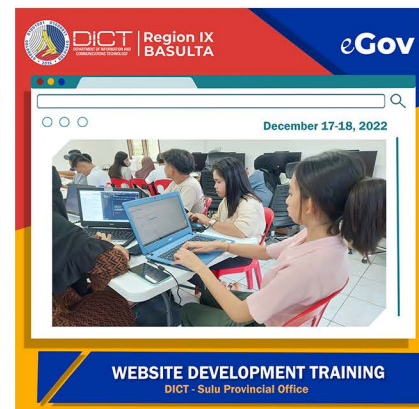 DICT
DEPARTMENT OF INFORMATION AND
COMMUNICATIONS TECHNOLOGY
Region IX
BASULTA
eGov
December 17-18, 2022
WEBSITE DEVELOPMENT TRAINING
DICT - Sulu Provincial Office